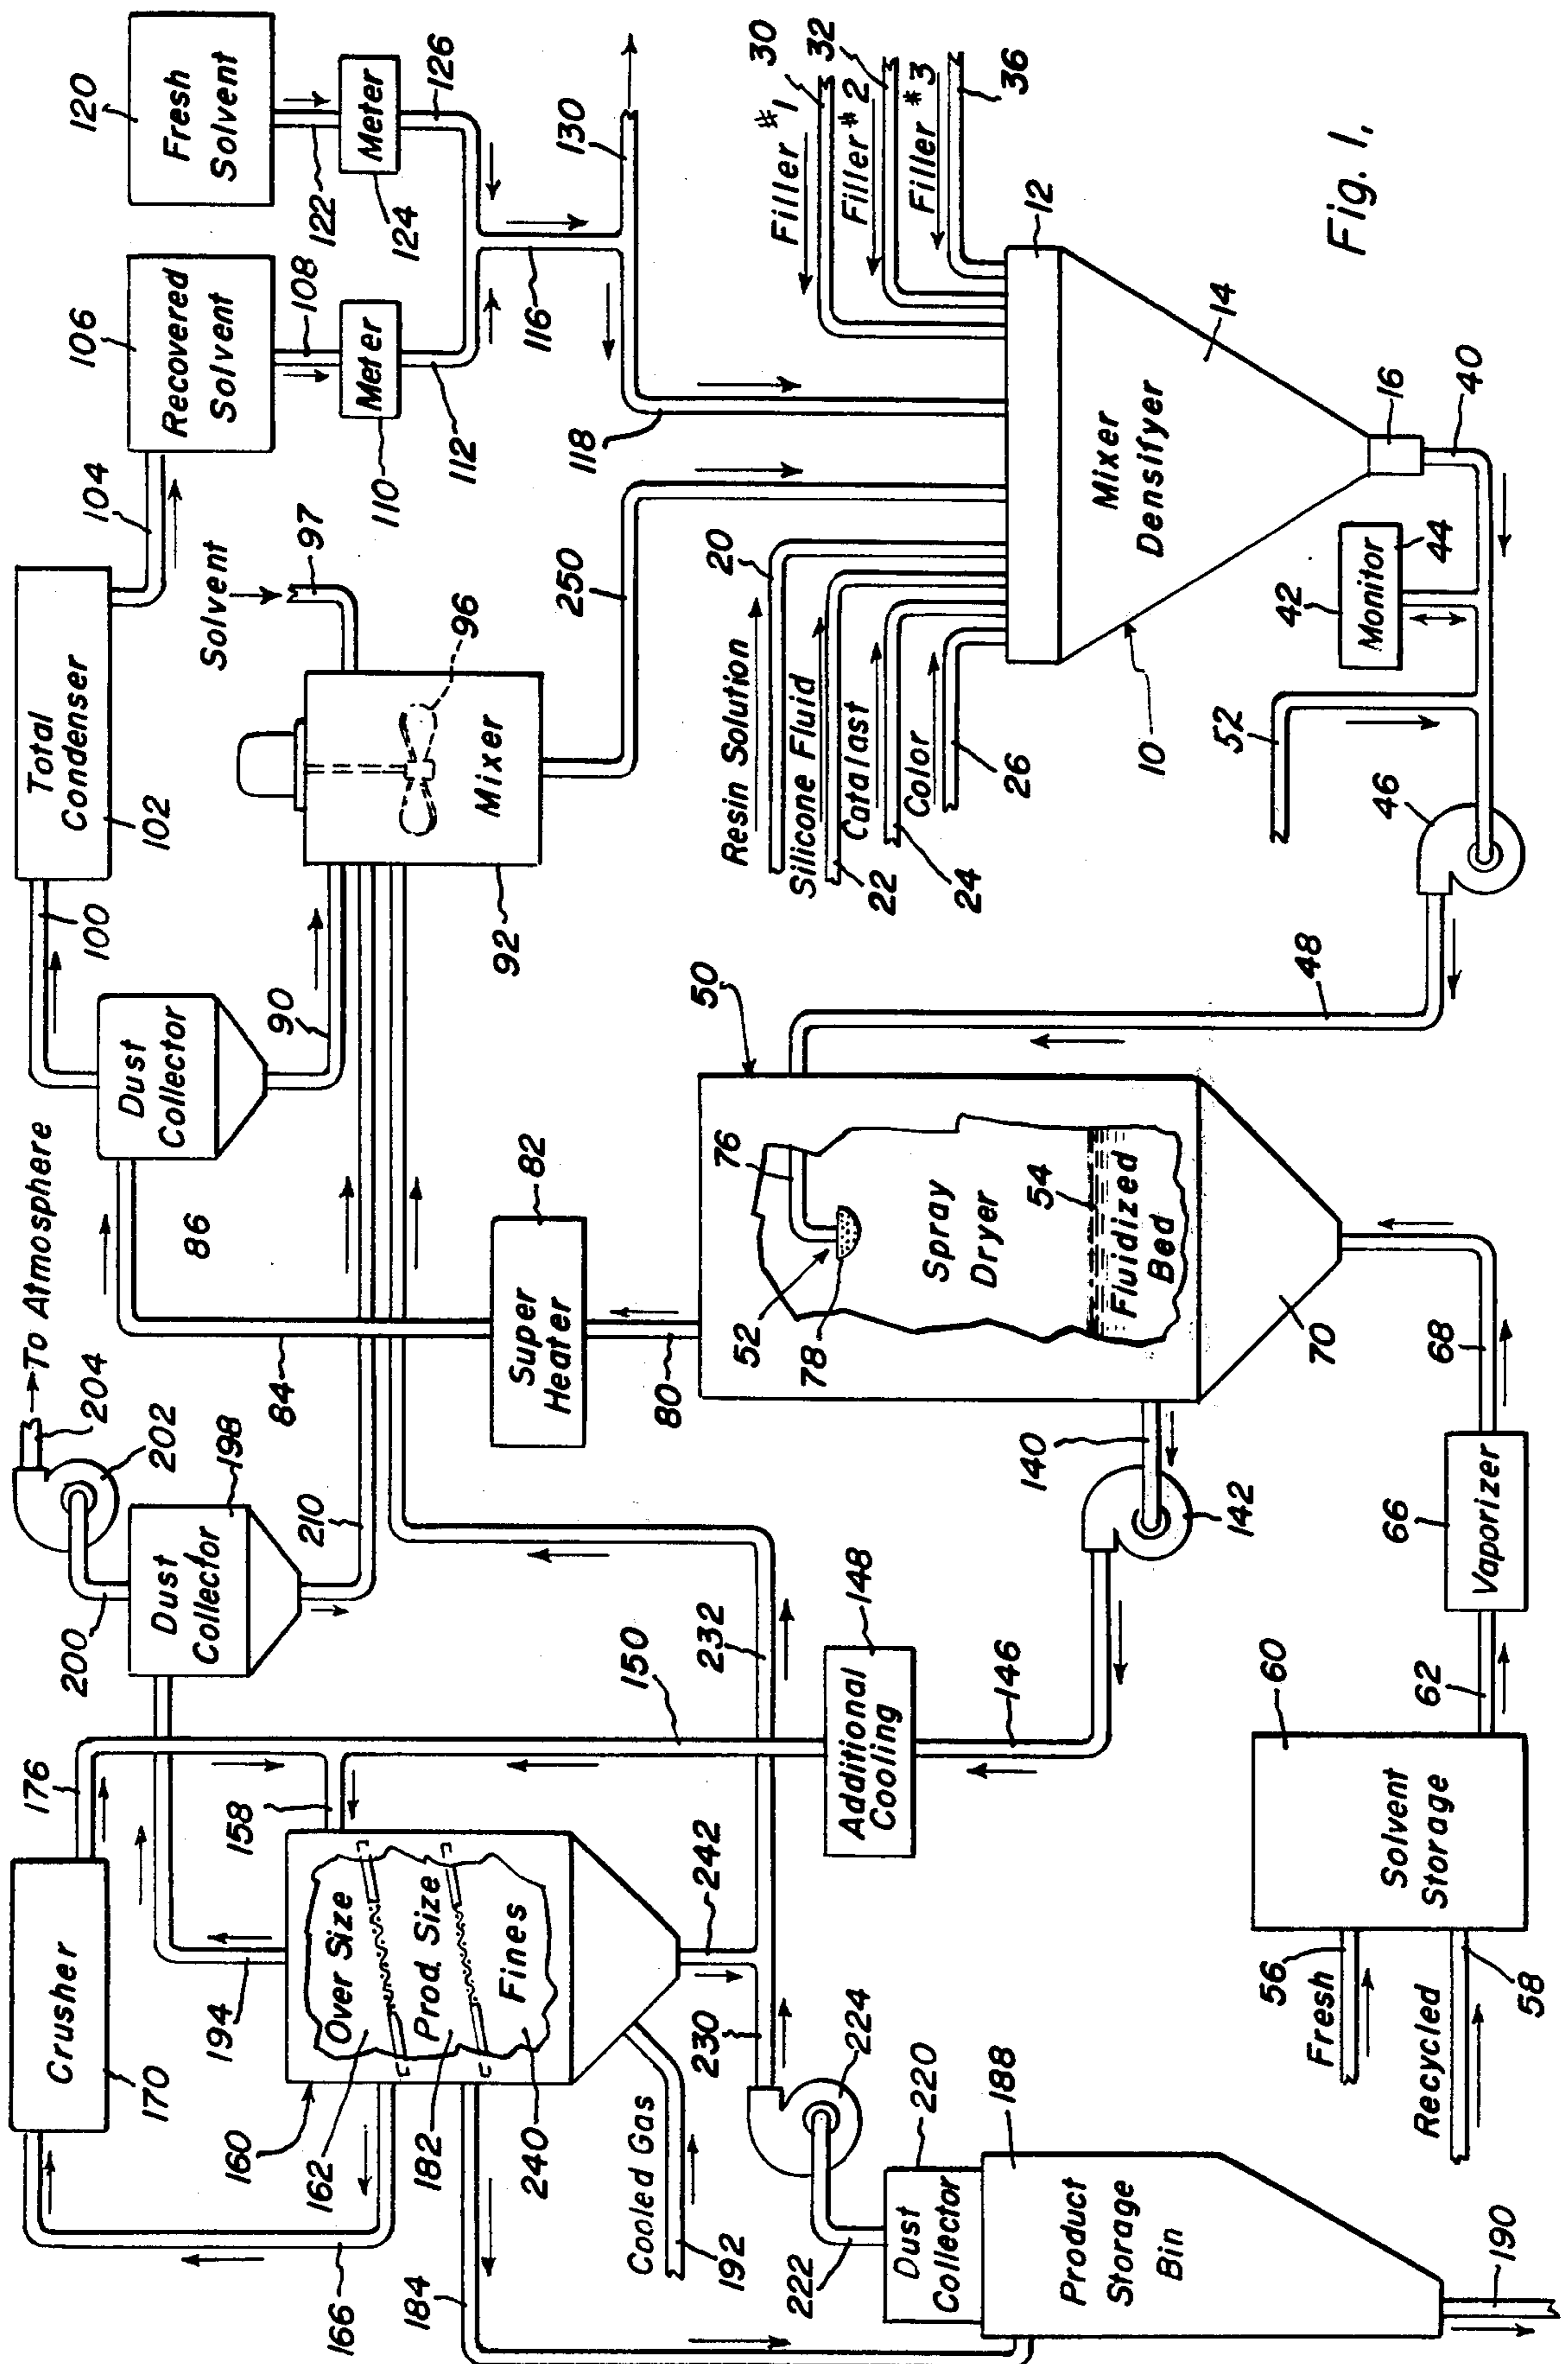 120
Fresh
Solvent
122
Meter
124
126
130
106
Recovered
Solvent
108
Meter
110
112
116
118
104
Total
Condenser
102
100
Solvent
97
96
Mixer
92
250
90
Dust
Collector
86
84
To Atmosphere
204
202
200
Dust
Collector
198
210
Super
Heater
82
80
Filler #1
30
Filler #2
32
Filler #3
36
12
Mixer
Densifyer
14
16
10
Resin Solution
20
Silicone Fluid
22
Catalast
24
Color
26
40
Monitor
42
44
52
46
48
50
76
52
78
Spray
Dryer
54
Fluidized
Bed
70
68
Vaporizer
66
62
60
Solvent
Storage
56
Fresh
58
Recycled
140
142
146
Additional
Cooling
148
150
232
176
158
Crusher
170
194
Over Size
Prod. Size
Fines
160
162
182
240
166
184
242
230
Cooled Gas
192
224
222
Dust
Collector
220
188
Product
Storage
Bin
190
Fig. 1,